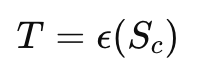 T = ϵ(S_c)